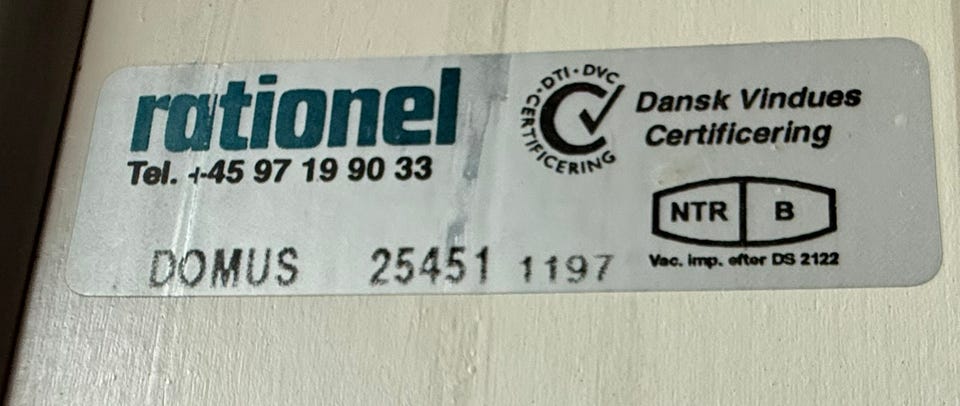 rationel
Tel. +45 97 19 90 33
DOMUS 25451 1197
DTI · DVC - CERTIFICERING
Dansk Vindues
Certificering
NTR B
Vac. imp. efter DS 2122